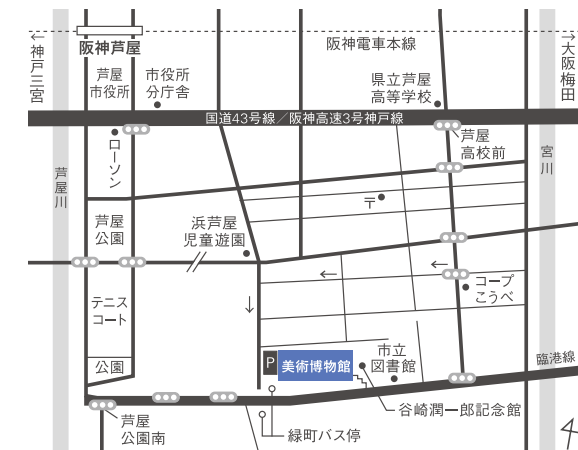 ←
神戸三宮
阪神芦屋
阪神電車本線
→
大阪梅田
芦屋
市役所
市役所
分庁舎
県立芦屋
高等学校
国道43号線／阪神高速3号神戸線
ローソン
芦屋
高校前
芦屋川
宮川
芦屋
公園
浜芦屋
児童遊園
〒
テニス
コート
コープ
こうべ
公園
P
美術博物館
市立
図書館
臨港線
谷崎潤一郎記念館
芦屋
公園南
緑町バス停